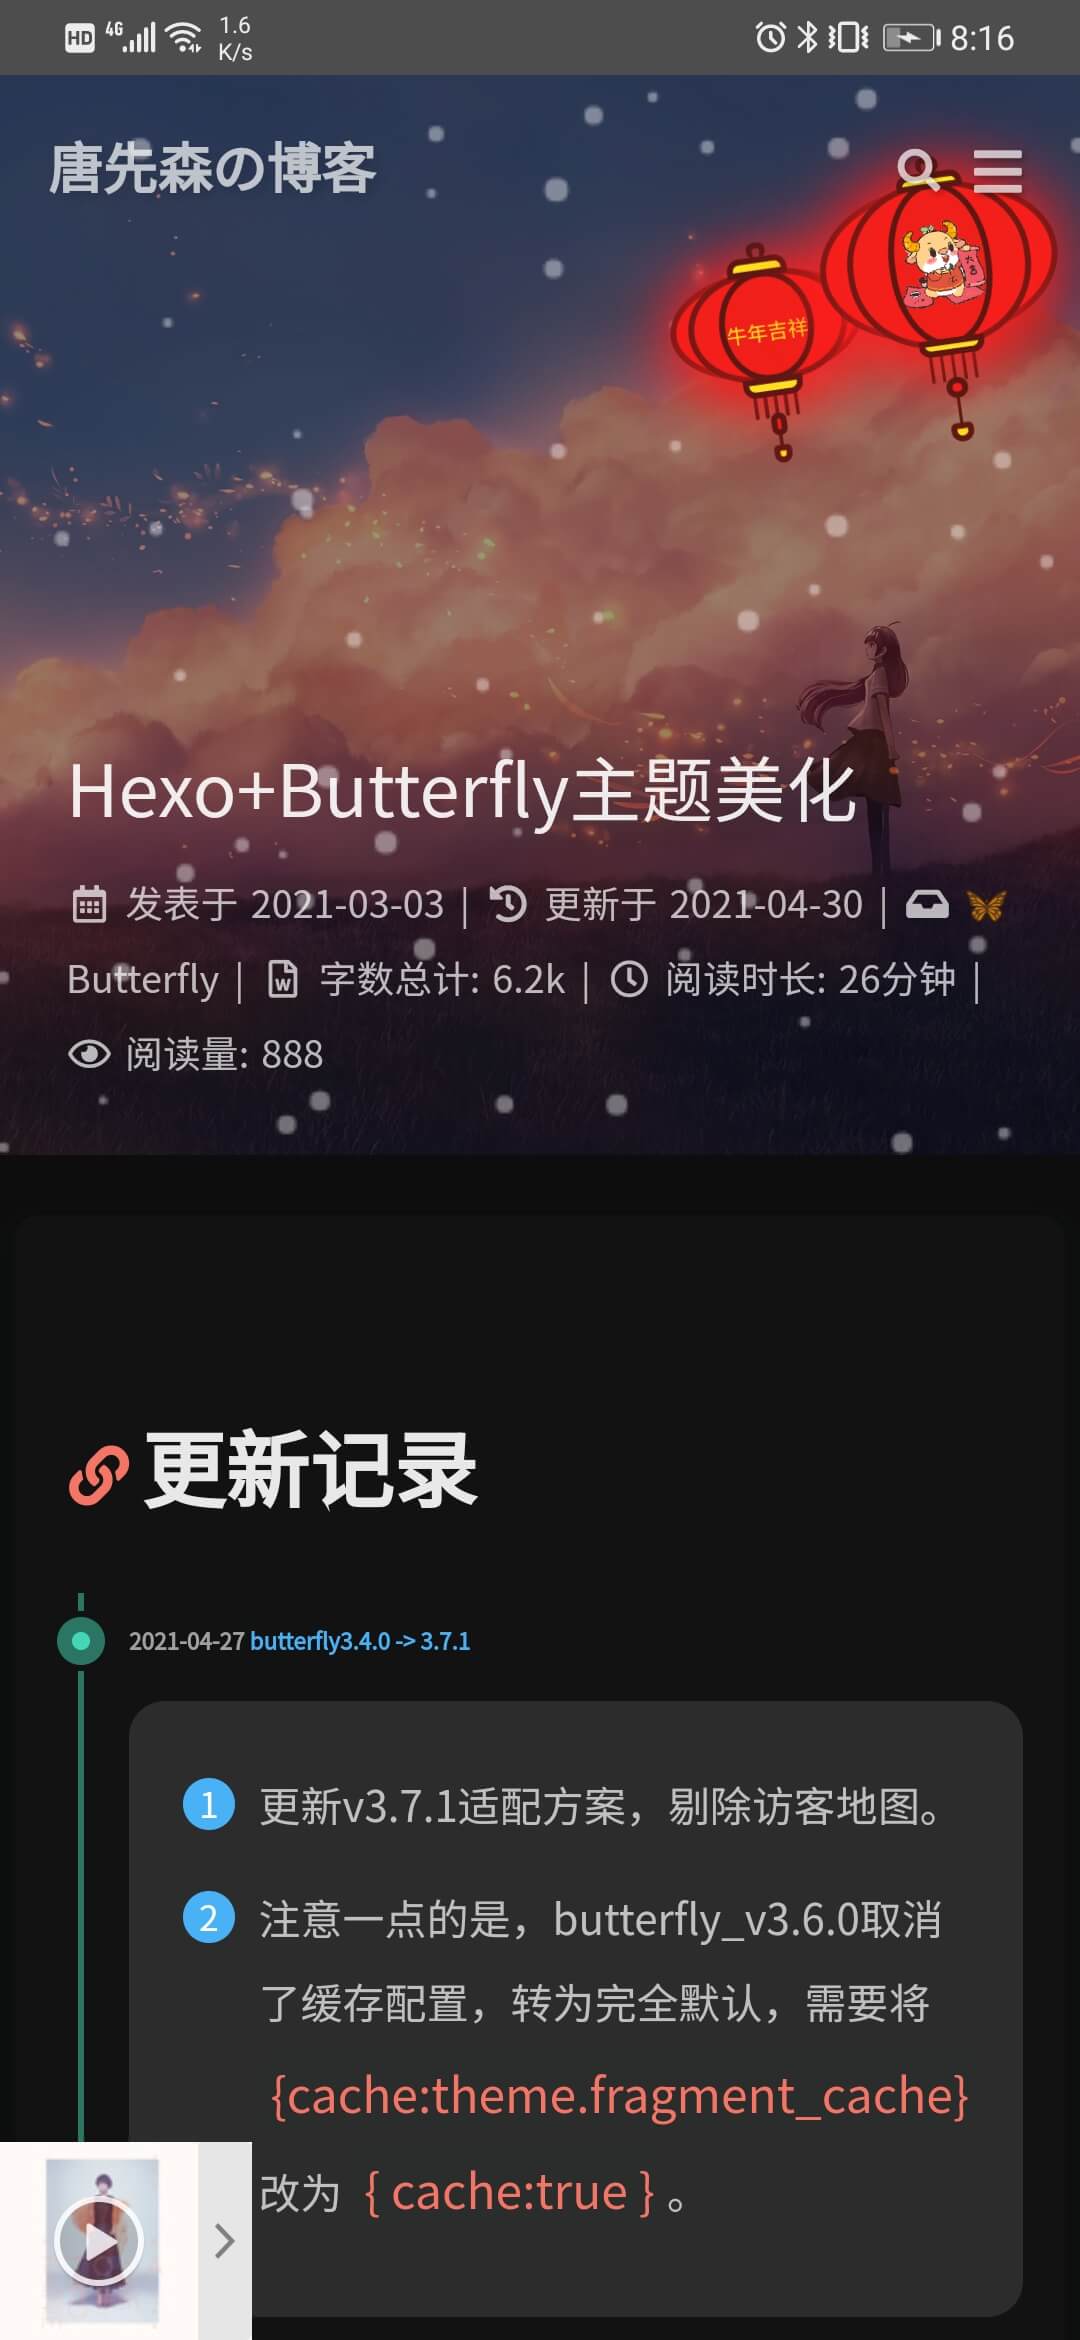 HD 4G 1.6 K/s 8:16
唐先森の博客
牛年吉祥
大吉
Hexo+Butterfly主题美化
发表于 2021-03-03 | 更新于 2021-04-30 | 🦋
Butterfly | 字数总计: 6.2k | 阅读时长: 26分钟 |
阅读量: 888
更新记录
2021-04-27 butterfly3.4.0 -> 3.7.1
1 更新v3.7.1适配方案，剔除访客地图。
2 注意一点的是，butterfly_v3.6.0取消
了缓存配置，转为完全默认，需要将
{cache:theme.fragment_cache}
改为 { cache:true } 。